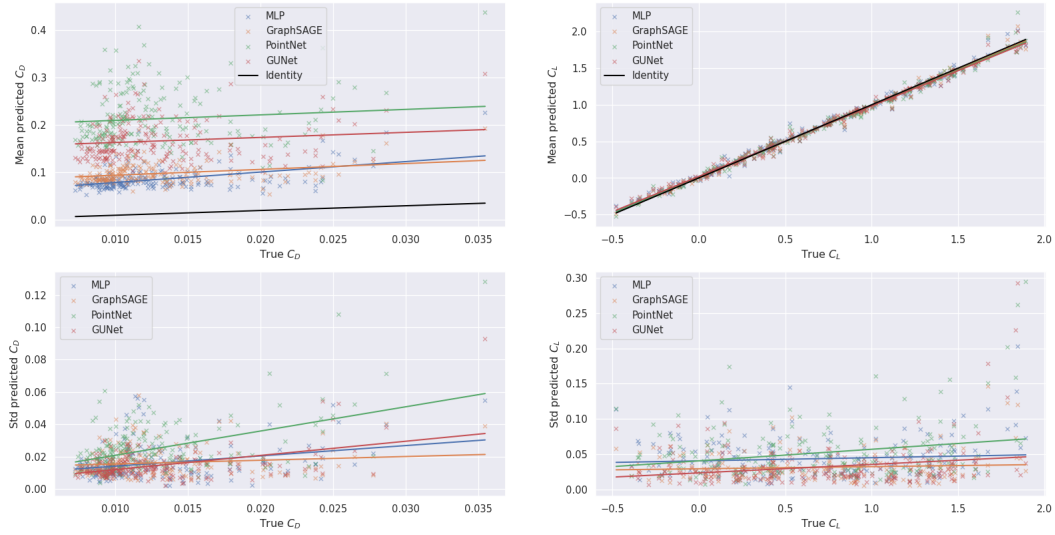 MLP
GraphSAGE
PointNet
GUNet
Identity
Mean predicted C_D
0.4
0.3
0.2
0.1
0.0
0.010 0.015 0.020 0.025 0.030 0.035
True C_D
MLP
GraphSAGE
PointNet
GUNet
Identity
Mean predicted C_L
2.0
1.5
1.0
0.5
0.0
−0.5
−0.5 0.0 0.5 1.0 1.5 2.0
True C_L
MLP
GraphSAGE
PointNet
GUNet
Std predicted C_D
0.12
0.10
0.08
0.06
0.04
0.02
0.00
0.010 0.015 0.020 0.025 0.030 0.035
True C_D
MLP
GraphSAGE
PointNet
GUNet
Std predicted C_L
0.30
0.25
0.20
0.15
0.10
0.05
0.00
−0.5 0.0 0.5 1.0 1.5 2.0
True C_L